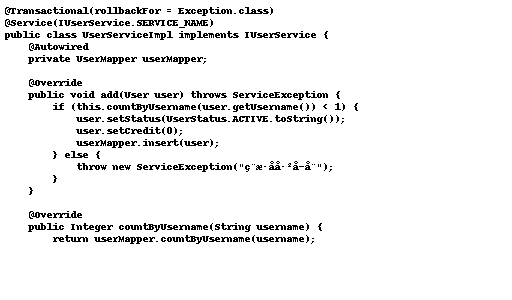 @Transactional(rollbackFor = Exception.class)
@Service(IUserService.SERVICE_NAME)
public class UserServiceImpl implements IUserService {
@Autowired
private UserMapper userMapper;
@Override
public void add(User user) throws ServiceException {
if (this.countByUsername(user.getUsername()) < 1) {
user.setStatus(UserStatus.ACTIVE.toString());
user.setCredit(0);
userMapper.insert(user);
} else {
throw new ServiceException("ç¨æ·åå·²å­å¨");
}
}
@Override
public Integer countByUsername(String username) {
return userMapper.countByUsername(username);